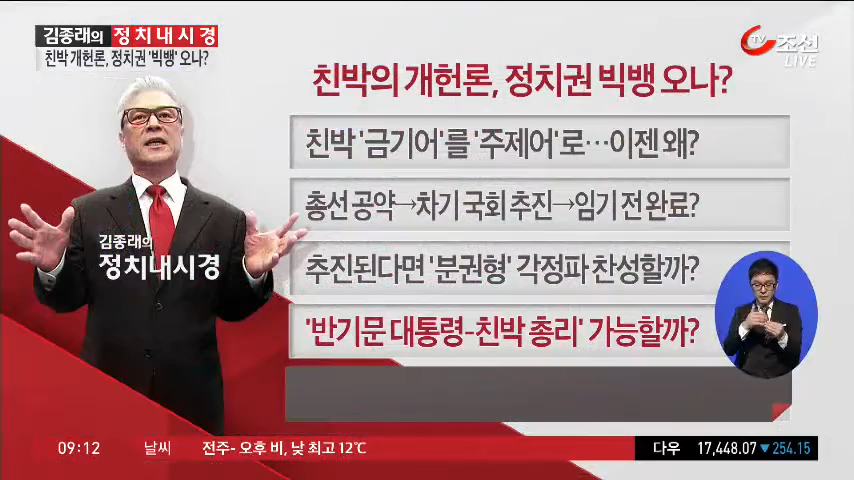 김종래의 정치내시경
친박 개헌론, 정치권 '빅뱅' 오나?
TV조선
LIVE
친박의 개헌론, 정치권 빅뱅 오나?
친박 '금기어'를 '주제어'로…이젠 왜?
총선 공약→차기 국회 추진→임기 전 완료?
추진된다면 '분권형' 각정파 찬성할까?
'반기문 대통령-친박 총리' 가능할까?
김종래의
정치내시경
09:12 날씨 전주- 오후 비, 낮 최고 12℃ 다우 17,448.07▼254.15